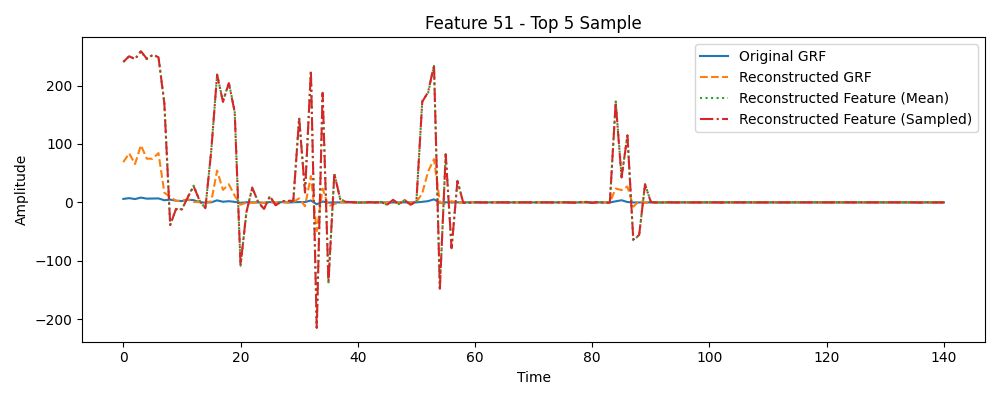 Feature 51 - Top 5 Sample
Original GRF
Reconstructed GRF
Reconstructed Feature (Mean)
Reconstructed Feature (Sampled)
Amplitude
200
100
0
−100
−200
0 20 40 60 80 100 120 140
Time